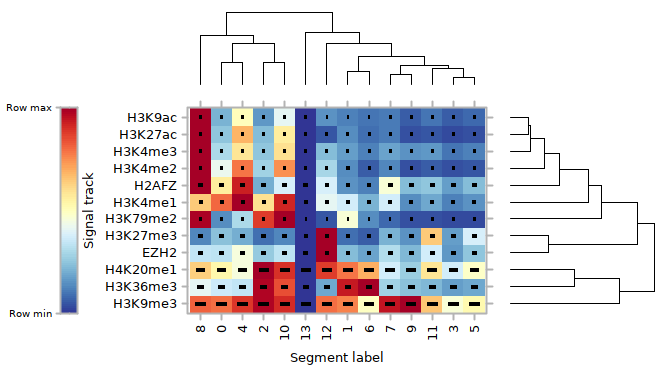 Row max
Row min
Signal track
H3K9ac
H3K27ac
H3K4me3
H3K4me2
H2AFZ
H3K4me1
H3K79me2
H3K27me3
EZH2
H4K20me1
H3K36me3
H3K9me3
8 0 4 2 10 13 12 1 6 7 9 11 3 5
Segment label